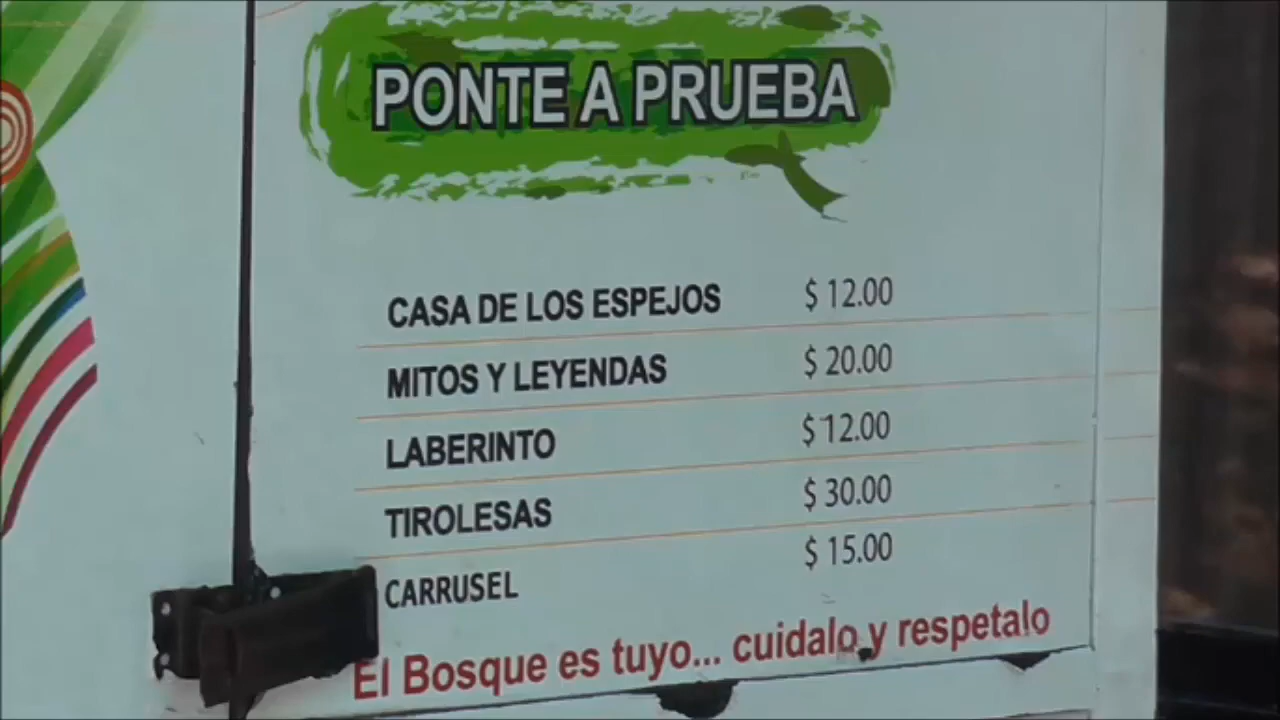 PONTE A PRUEBA
CASA DE LOS ESPEJOS $ 12.00
MITOS Y LEYENDAS $ 20.00
LABERINTO $ 12.00
TIROLESAS $ 30.00
CARRUSEL $ 15.00
El Bosque es tuyo... cuidalo y respetalo